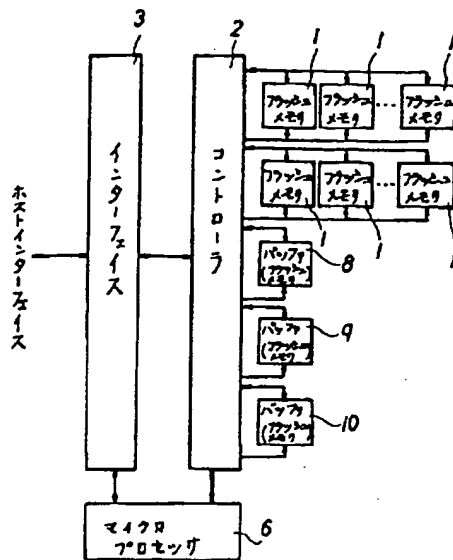 3
2
1
1
1
フラッシュ
メモリ
フラッシュ
メモリ
...
フラッシュ
メモリ
フラッシュ
メモリ
フラッシュ
メモリ
...
フラッシュ
メモリ
1
1
1
ホストインターフェイス
インターフェイス
コントローラ
バッファ
(フラッシュ
メモリ)
8
バッファ
(フラッシュ
メモリ)
9
バッファ
(フラッシュ
メモリ)
10
マイクロ
プロセッサ
6